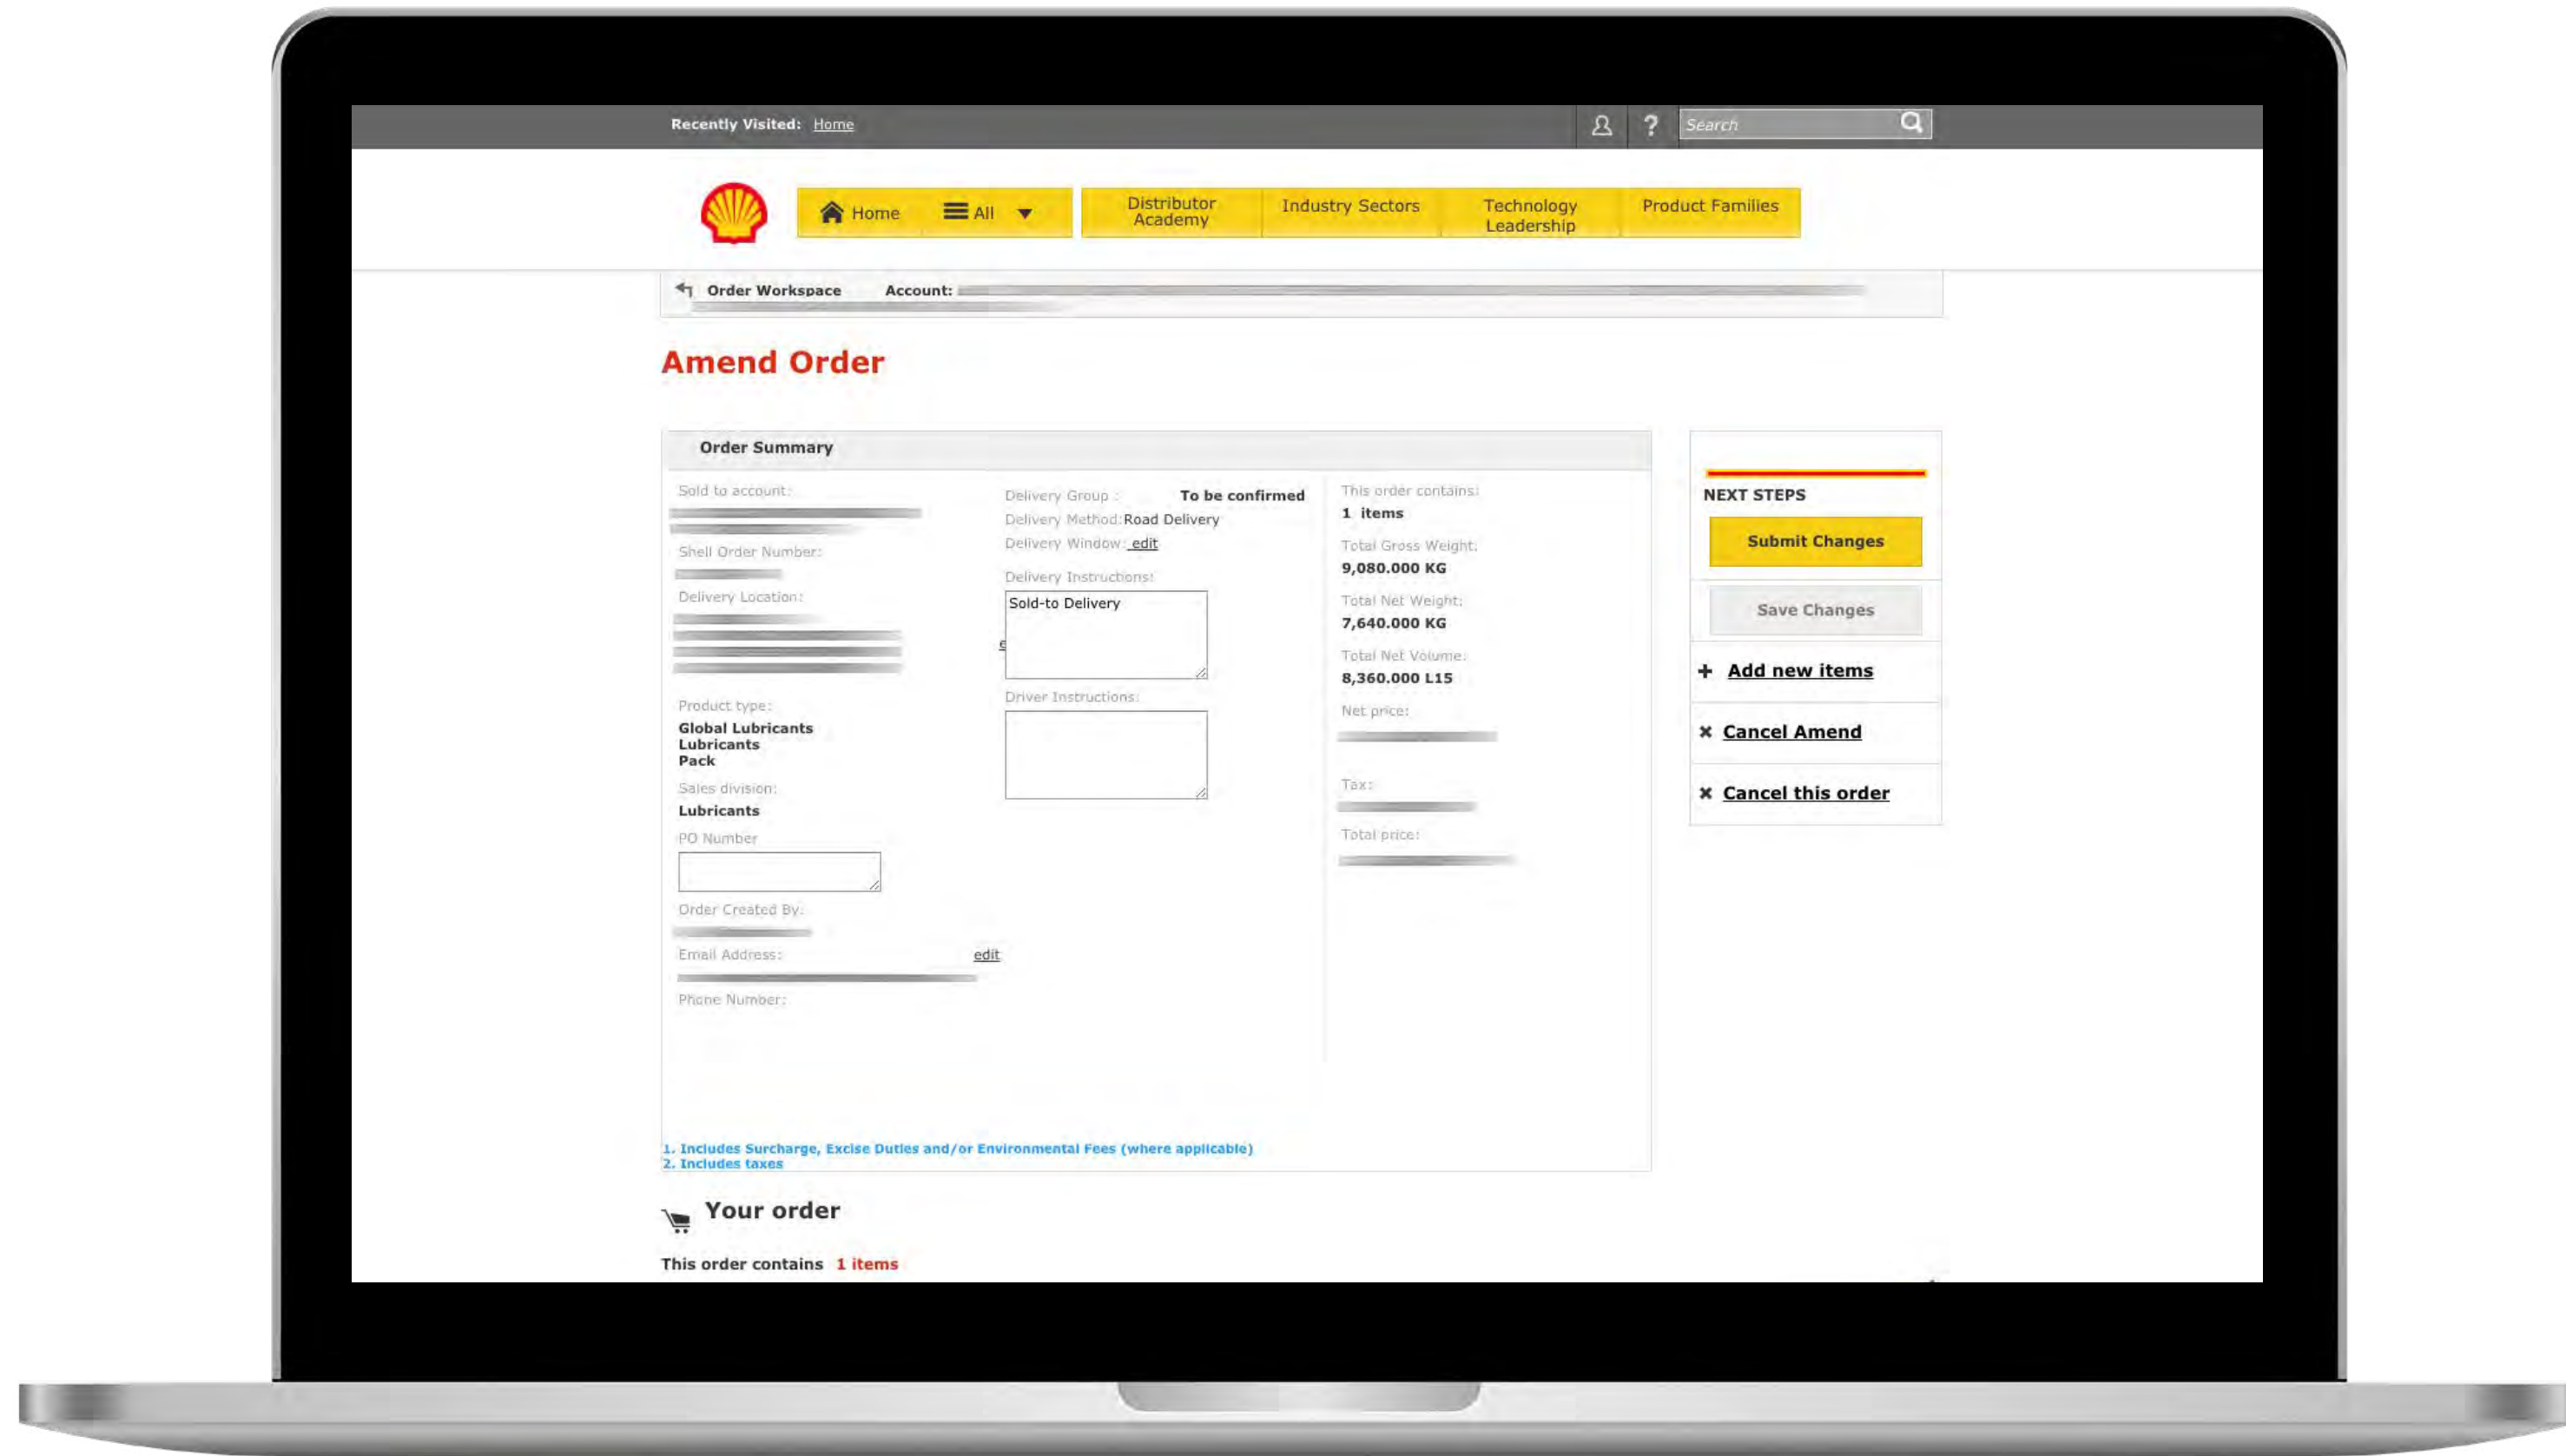 Recently Visited: Home
? Search
Home All
Distributor Academy
Industry Sectors
Technology Leadership
Product Families
Order Workspace Account:
Amend Order
Order Summary
Sold to account:
Shell Order Number:
Delivery Location:
Product type:
Global Lubricants
Lubricants
Pack
Sales division:
Lubricants
PO Number
Order Created By:
Email Address: edit
Phone Number:
Delivery Group : To be confirmed
Delivery Method:Road Delivery
Delivery Window: edit
Delivery Instructions:
Sold-to Delivery
Driver Instructions:
This order contains:
1 items
Total Gross Weight:
9,080.000 KG
Total Net Weight:
7,640.000 KG
Total Net Volume:
8,360.000 L15
Net price:
Tax:
Total price:
NEXT STEPS
Submit Changes
Save Changes
+ Add new items
Cancel Amend
Cancel this order
1. Includes Surcharge, Excise Duties and/or Environmental Fees (where applicable)
2. Includes taxes
Your order
This order contains 1 items